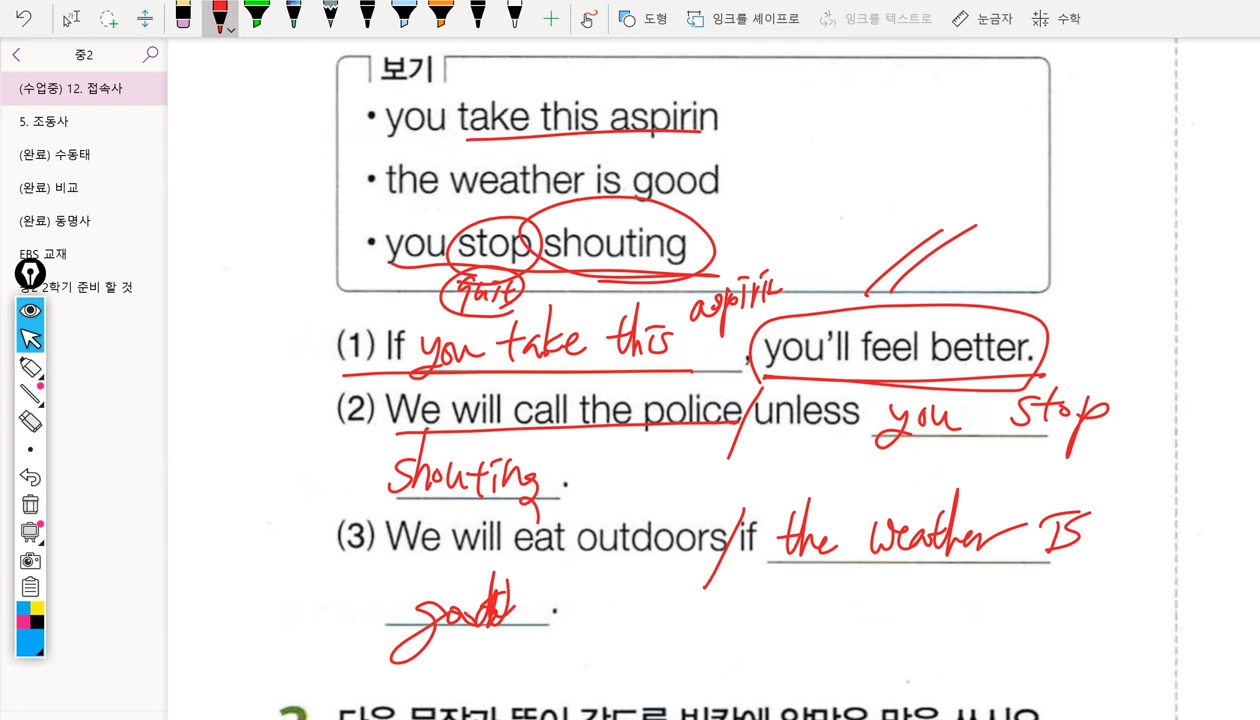 도형 잉크를 셰이프로 잉크를 텍스트로 눈금자 수학
중2
(수업중) 12. 접속사
5. 조동사
(완료) 수동태
(완료) 비교
(완료) 동명사
EBS 교재
2학기 준비 할 것
보기
• you take this aspirin
• the weather is good
• you stop shouting
quit
aspirin
(1) If you take this , you'll feel better.
(2) We will call the police unless you stop
shouting .
(3) We will eat outdoors if the weather is
good .